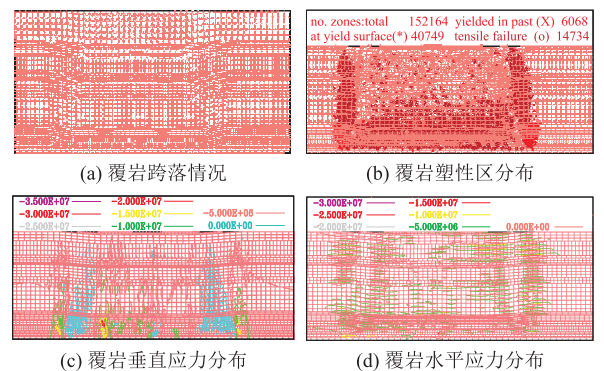 no. zones:total 152164 yielded in past (X) 6068
at yield surface(*) 40749 tensile failure (o) 14734
(a) 覆岩跨落情况
(b) 覆岩塑性区分布
-3.500E+07 -2.000E+07
-3.000E+07 -1.500E+07 -5.000E+06
-2.500E+07 -1.000E+07 0.000E+00
-3.000E+07 -1.500E+07
-2.500E+07 -1.000E+07 0.000E+00
-2.000E+07 -5.000E+06
(c) 覆岩垂直应力分布
(d) 覆岩水平应力分布